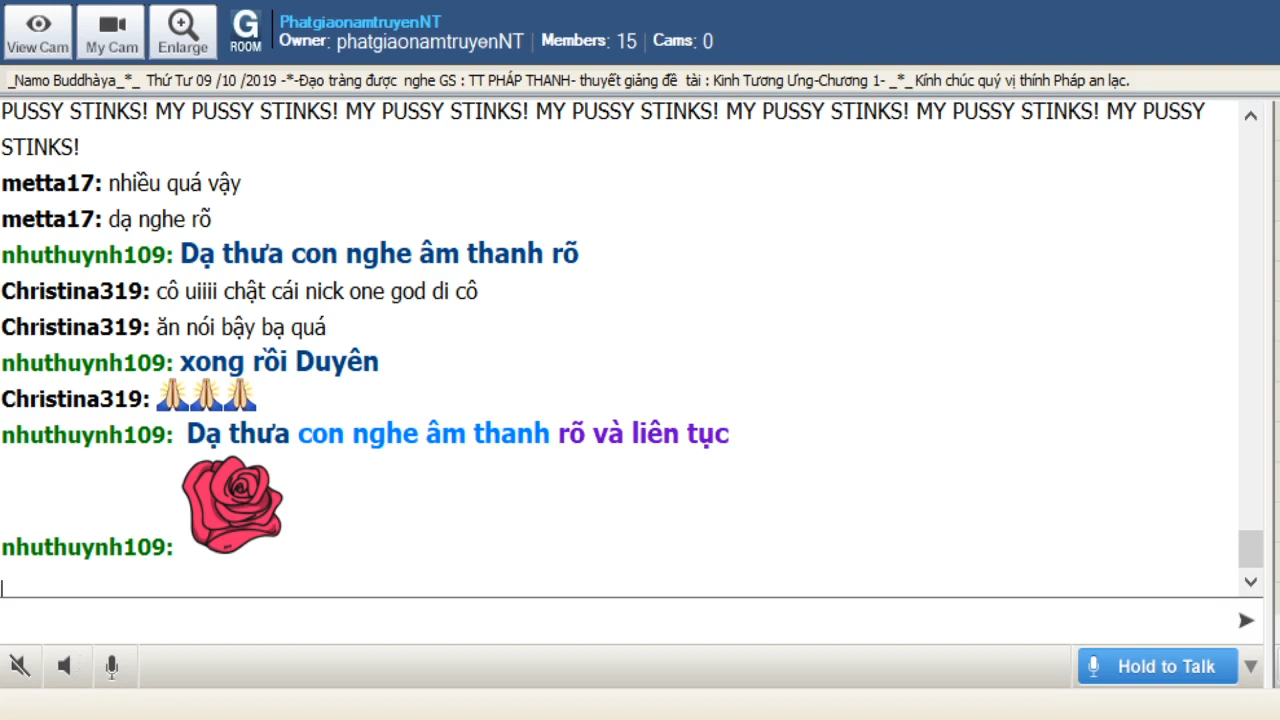 View Cam
My Cam
Enlarge
G
ROOM
PhatgiaonamtruyenNT
Owner: phatgiaonamtruyenNT | Members: 15 | Cams: 0
_Namo Buddhàya_*_ Thứ Tư 09 /10 /2019 -*-Đạo tràng được nghe GS : TT PHÁP THANH- thuyết giảng đề tài : Kinh Tương Ưng-Chương 1- _*_ Kính chúc quý vị thính Pháp an lạc.
PUSSY STINKS! MY PUSSY STINKS! MY PUSSY STINKS! MY PUSSY STINKS! MY PUSSY STINKS! MY PUSSY STINKS! MY PUSSY
STINKS!
metta17: nhiều quá vậy
metta17: dạ nghe rõ
nhuthuynh109: Dạ thưa con nghe âm thanh rõ
Christina319: cô uiiii chật cái nick one god di cô
Christina319: ăn nói bậy bạ quá
nhuthuynh109: xong rồi Duyên
Christina319:
nhuthuynh109: Dạ thưa con nghe âm thanh rõ và liên tục
nhuthuynh109:
Hold to Talk